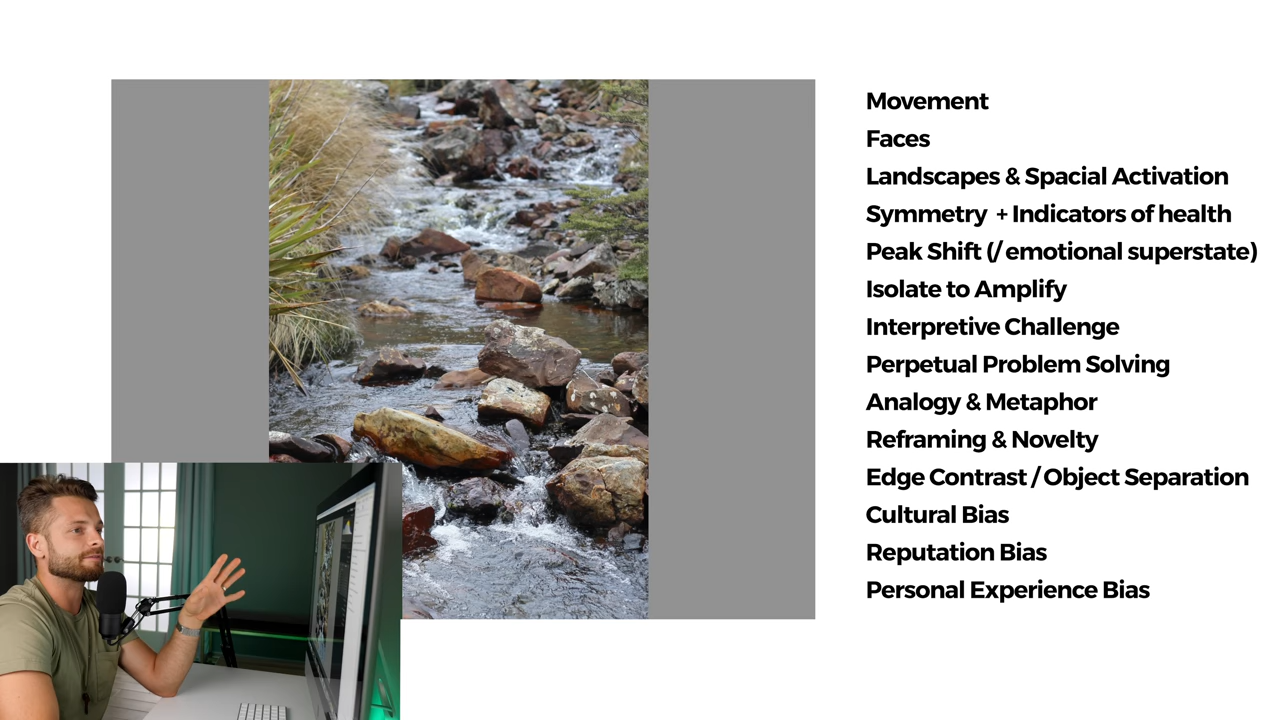 Movement
Faces
Landscapes & Spacial Activation
Symmetry + Indicators of health
Peak Shift (/ emotional superstate)
Isolate to Amplify
Interpretive Challenge
Perpetual Problem Solving
Analogy & Metaphor
Reframing & Novelty
Edge Contrast / Object Separation
Cultural Bias
Reputation Bias
Personal Experience Bias